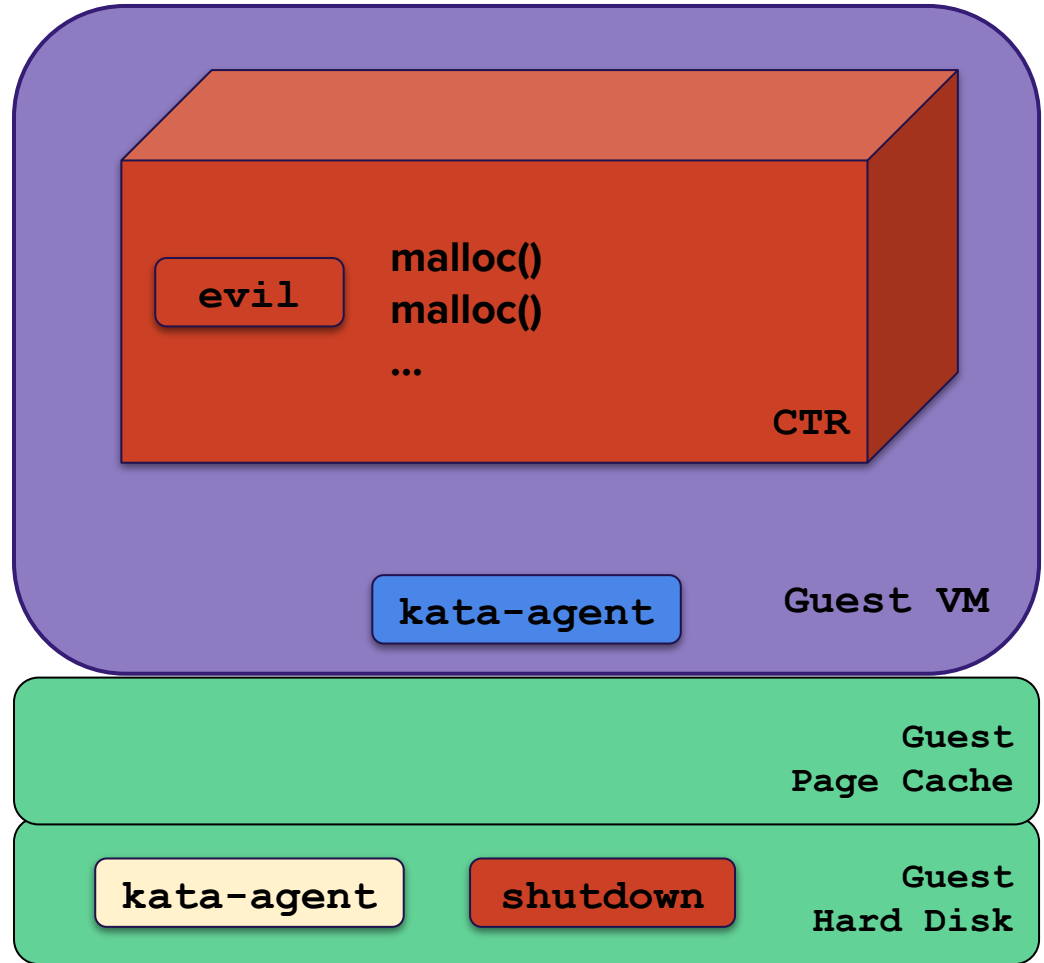 evil
malloc()
malloc()
...
CTR
kata-agent
Guest VM
Guest
Page Cache
kata-agent
shutdown
Guest
Hard Disk